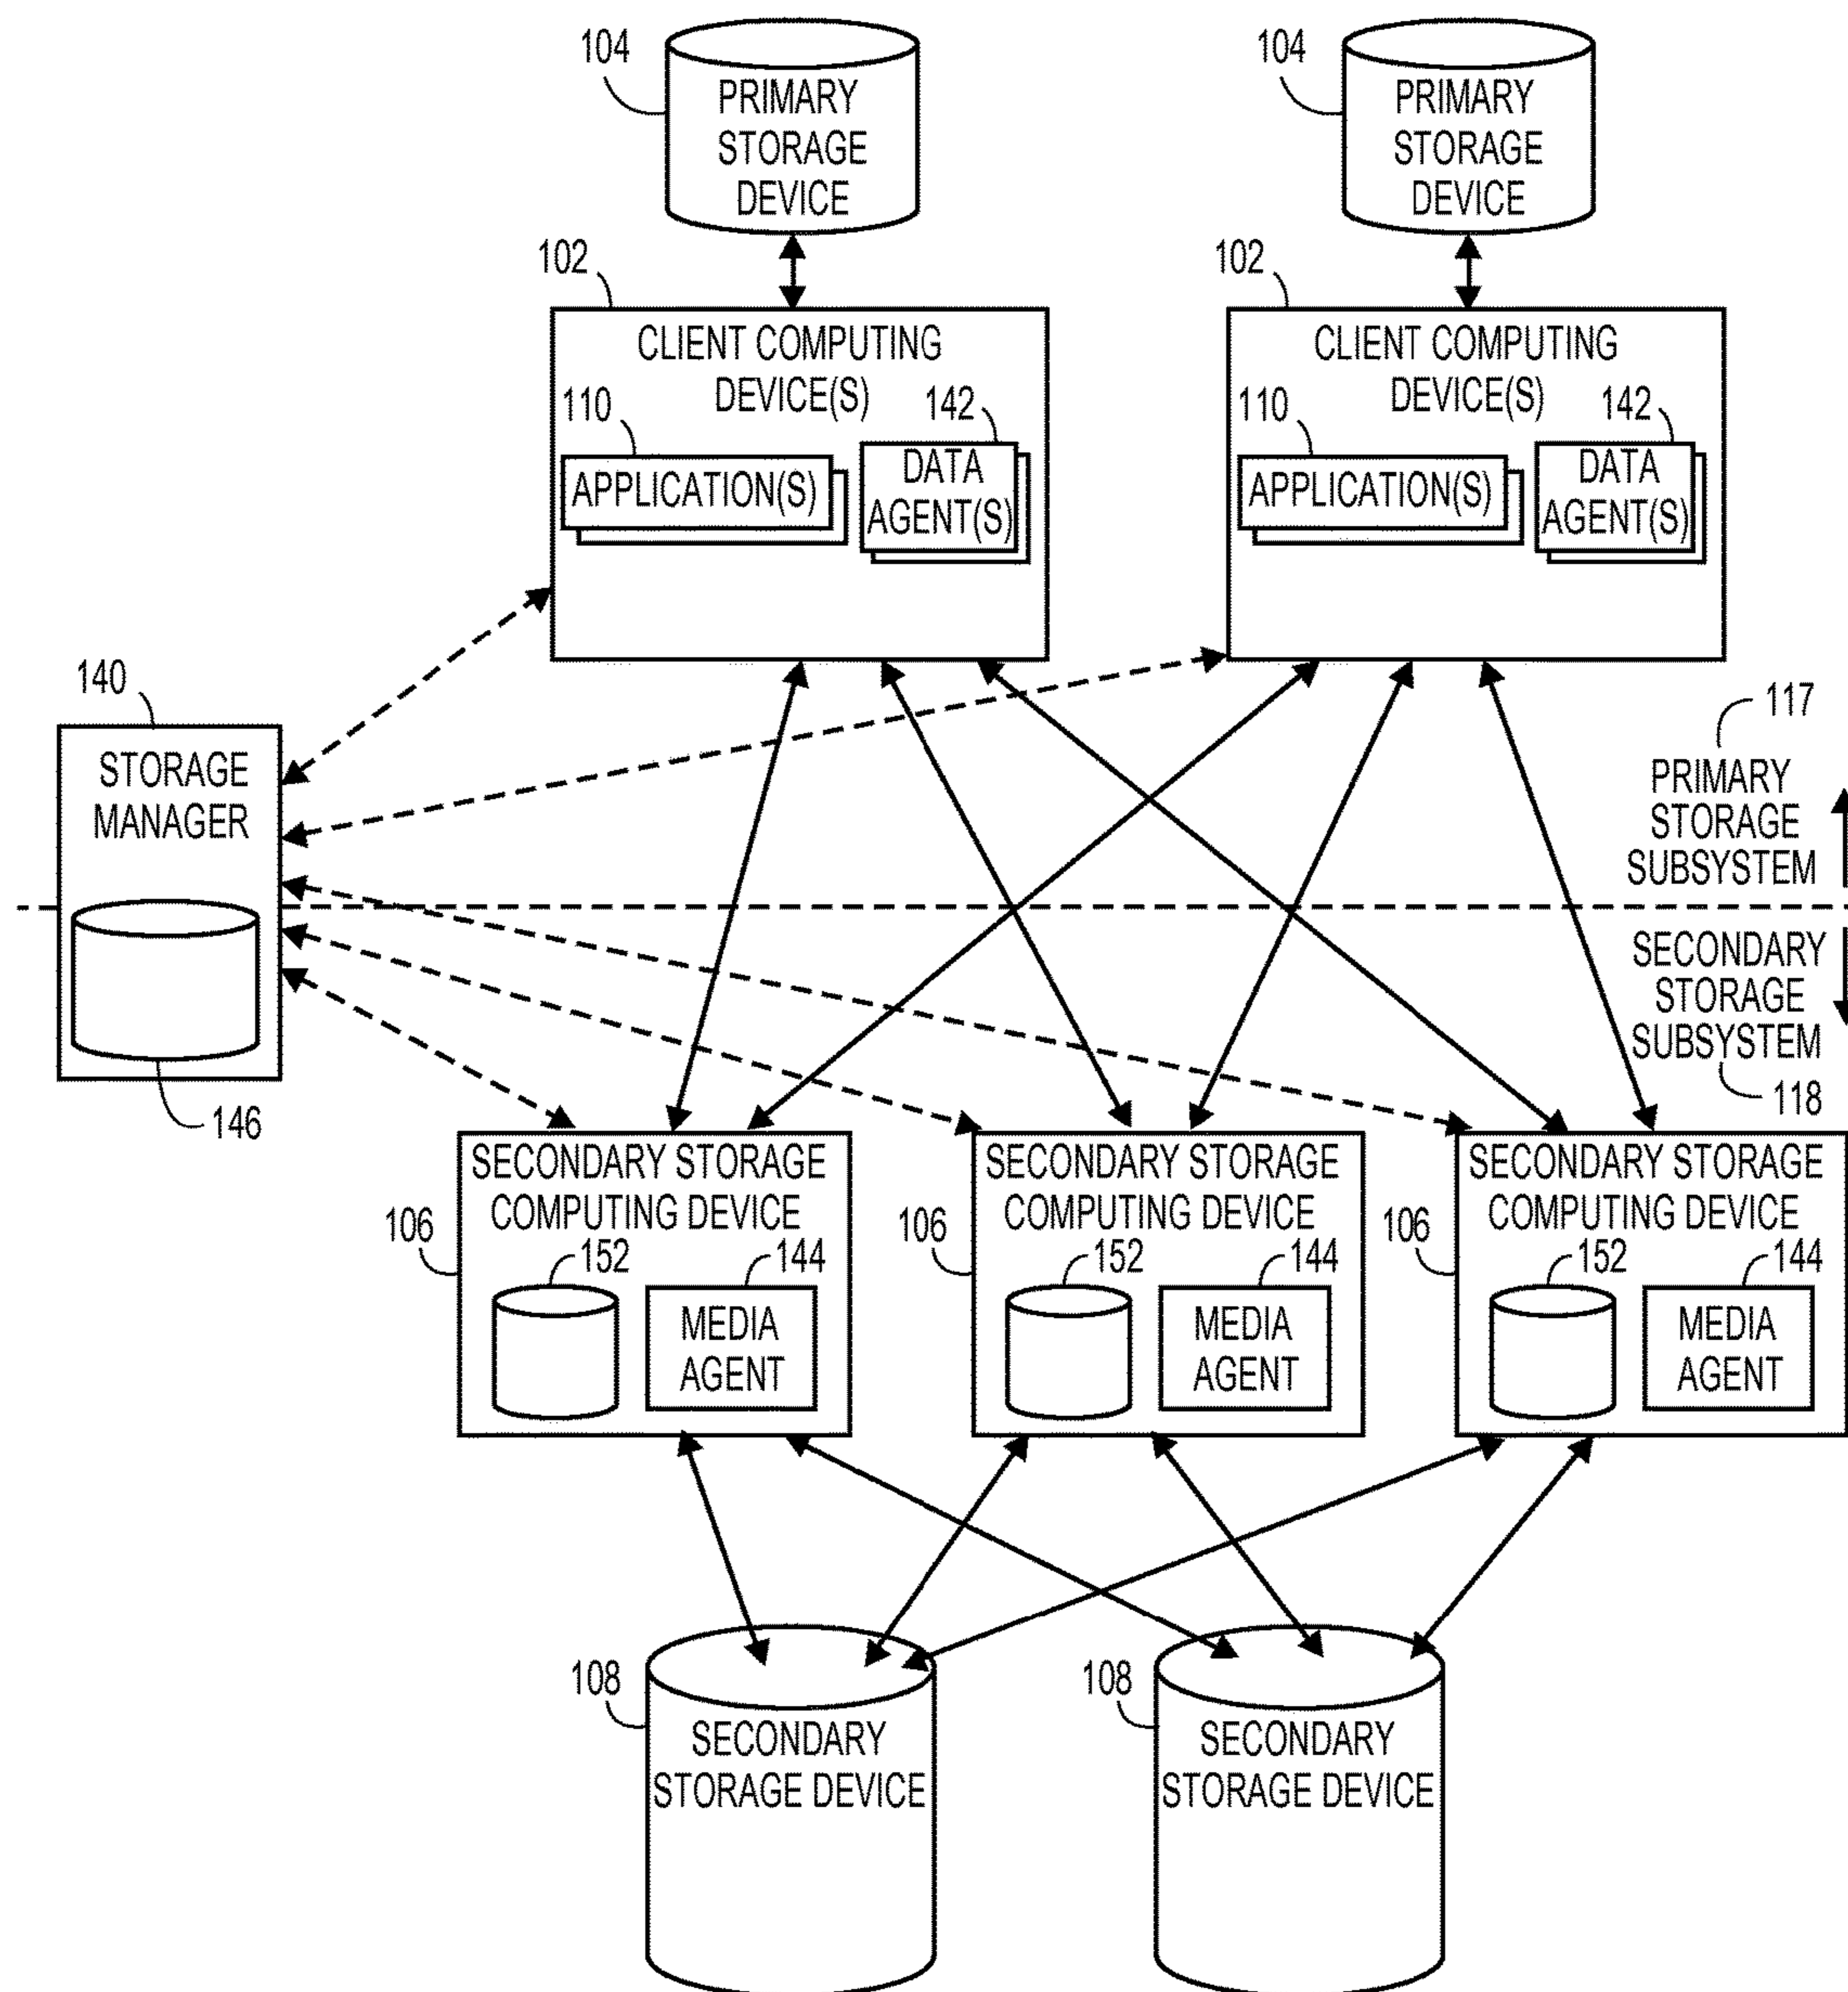 104
PRIMARY
STORAGE
DEVICE
104
PRIMARY
STORAGE
DEVICE
102
CLIENT COMPUTING
DEVICE(S)
110
APPLICATION(S)
142
DATA
AGENT(S)
102
CLIENT COMPUTING
DEVICE(S)
110
APPLICATION(S)
142
DATA
AGENT(S)
140
STORAGE
MANAGER
146
117
PRIMARY
STORAGE
SUBSYSTEM
SECONDARY
STORAGE
SUBSYSTEM
118
106
SECONDARY STORAGE
COMPUTING DEVICE
152
144
MEDIA
AGENT
106
SECONDARY STORAGE
COMPUTING DEVICE
152
144
MEDIA
AGENT
106
SECONDARY STORAGE
COMPUTING DEVICE
152
144
MEDIA
AGENT
108
SECONDARY
STORAGE DEVICE
108
SECONDARY
STORAGE DEVICE